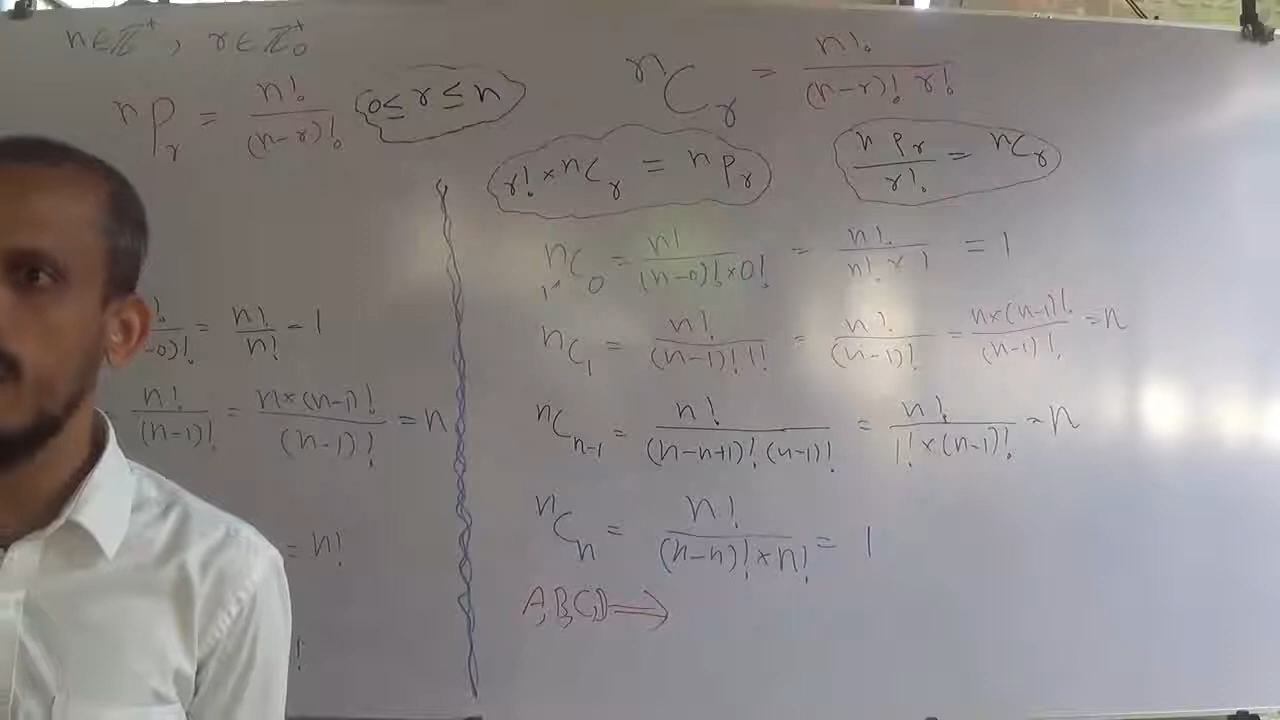 n∈ℤ⁺, r∈ℤ₀⁺
ⁿPᵣ = n!/(n-r)! (0≤r≤n)
!/-0)! = n!/n! = 1
= n!/(n-1)! = n×(n-1)!/(n-1)! = n
= n!
!
ⁿCᵣ = n!/(n-r)! r!
r! × ⁿCᵣ = ⁿPᵣ
ⁿPᵣ/r! = ⁿCᵣ
ⁿC₀ = n!/(n-0)!×0! = n!/n!×1 = 1
ⁿC₁ = n!/(n-1)!1! = n!/(n-1)! = n×(n-1)!/(n-1)! = n
ⁿCₙ₋₁ = n!/(n-n+1)!(n-1)! = n!/1!×(n-1)! = n
ⁿCₙ = n!/(n-n)!×n! = 1
A,B,C,D ⟹